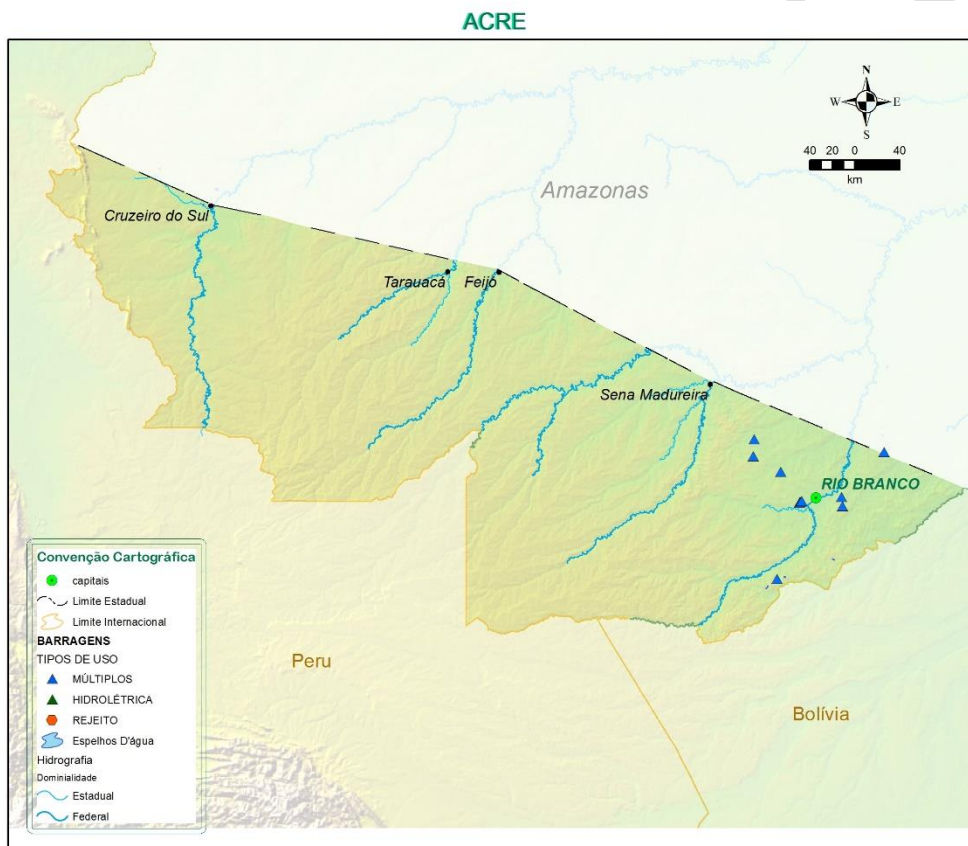 ACRE
N
W E
S
40 20 0 40
km
Amazonas
Cruzeiro do Sul
Tarauacá
Feijó
Sena Madureira
RIO BRANCO
Peru
Bolívia
Convenção Cartográfica
capitais
Limite Estadual
Limite Internacional
BARRAGENS
TIPOS DE USO
MÚLTIPLOS
HIDROLÉTRICA
REJEITO
Espelhos D'água
Hidrografia
Dominialidade
Estadual
Federal